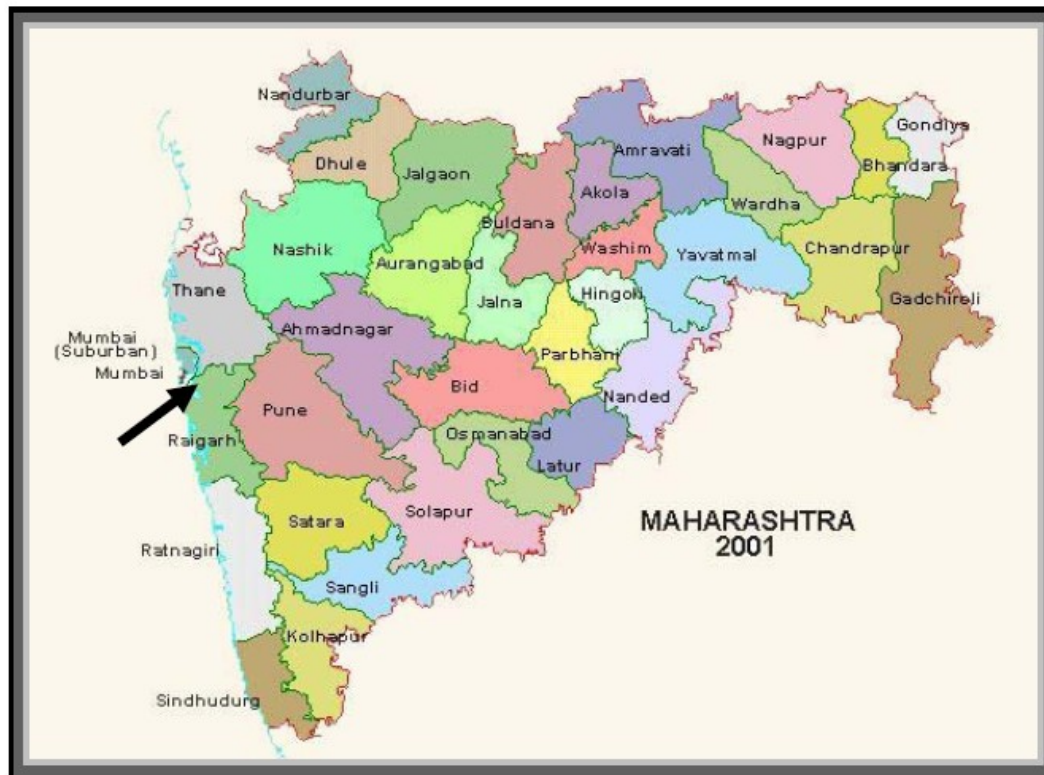 Nandurbar
Dhule
Jalgaon
Buldana
Akola
Amravati
Nagpur
Gondiya
Bhandara
Wardha
Nashik
Aurangabad
Washim
Yavatmal
Chandrapur
Thane
Jalna
Hingoli
Gadchireli
Mumbai
(Suburban)
Mumbai
Ahmadnagar
Parbhani
Bid
Nanded
Pune
Raigarh
Osmanabad
Latur
Satara
Solapur
MAHARASHTRA
2001
Ratnagiri
Sangli
Kolhapur
Sindhudurg